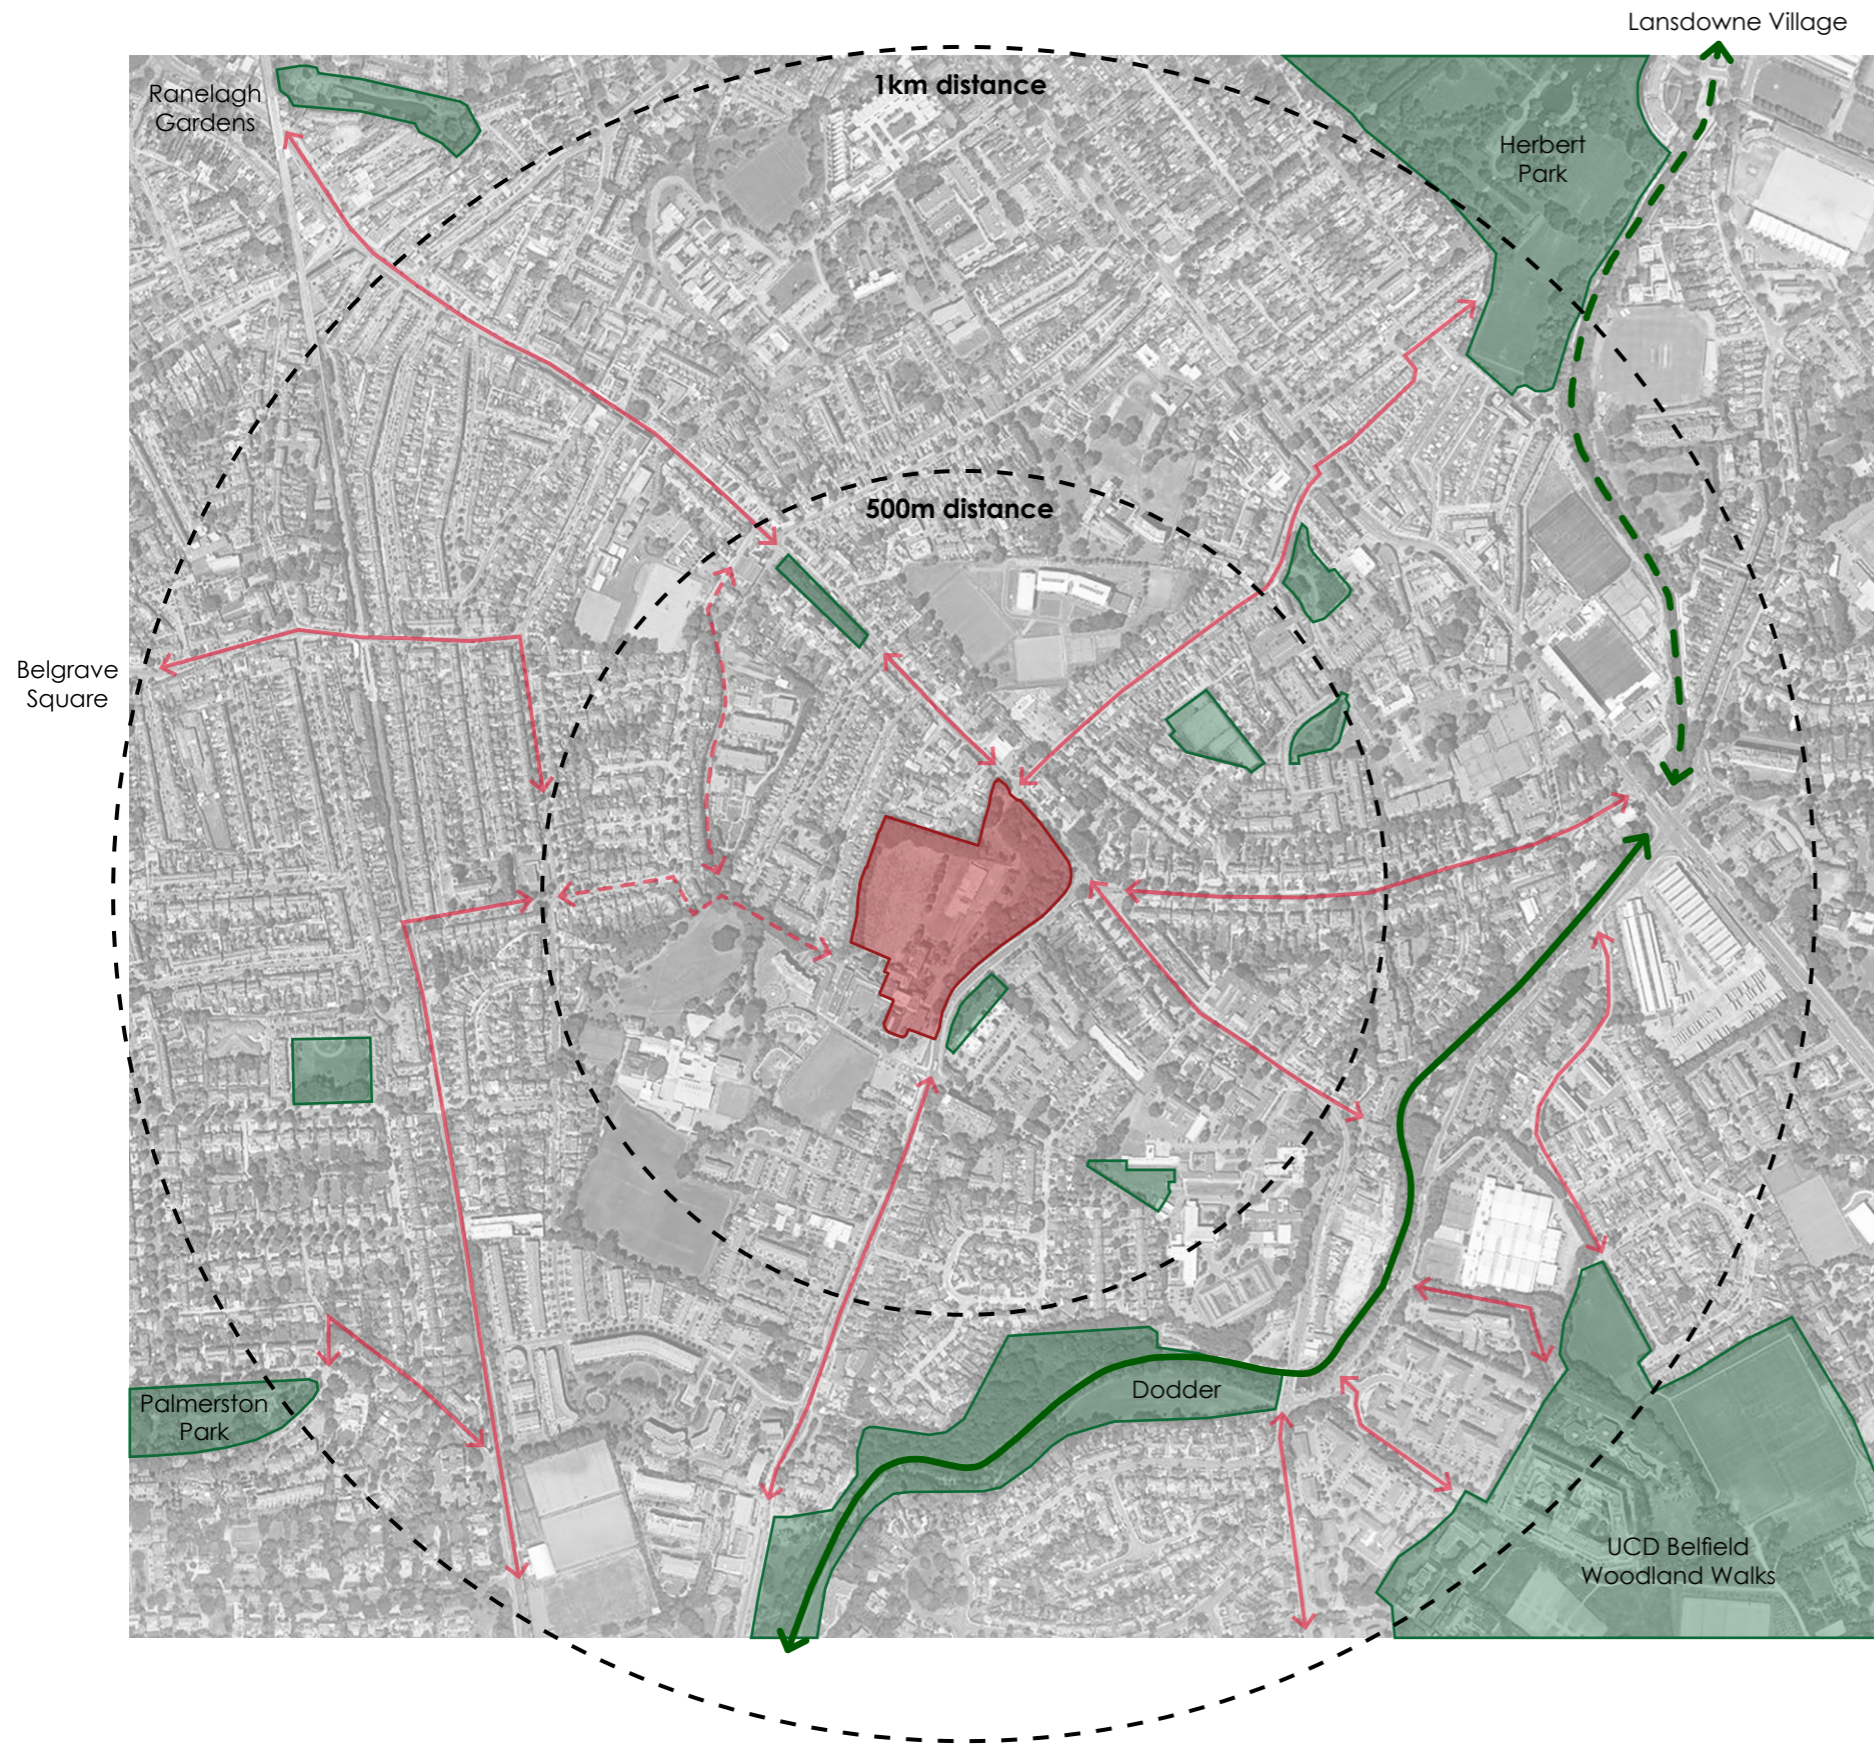 Lansdowne Village
1km distance
Ranelagh
Gardens
Herbert
Park
500m distance
Belgrave
Square
Palmerston
Park
Dodder
UCD Belfield
Woodland Walks